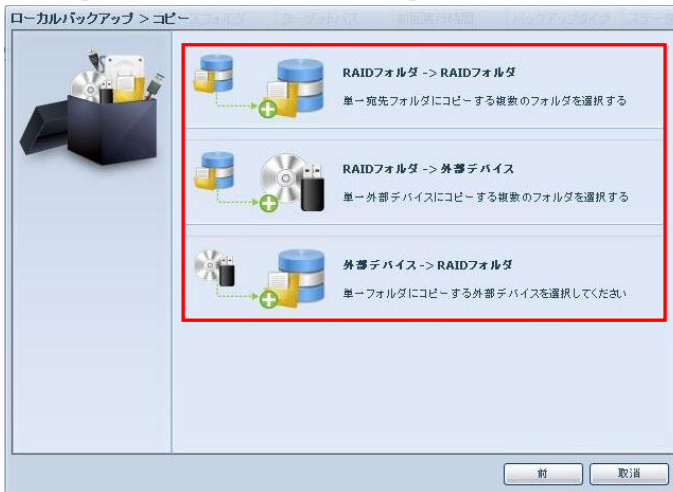 ローカルバックアップ > コピー
RAIDフォルダ -> RAIDフォルダ
単一宛先フォルダにコピーする複数のフォルダを選択する
RAIDフォルダ -> 外部デバイス
単一外部デバイスにコピーする複数のフォルダを選択する
外部デバイス -> RAIDフォルダ
単一フォルダにコピーする外部デバイスを選択してください
前
取消